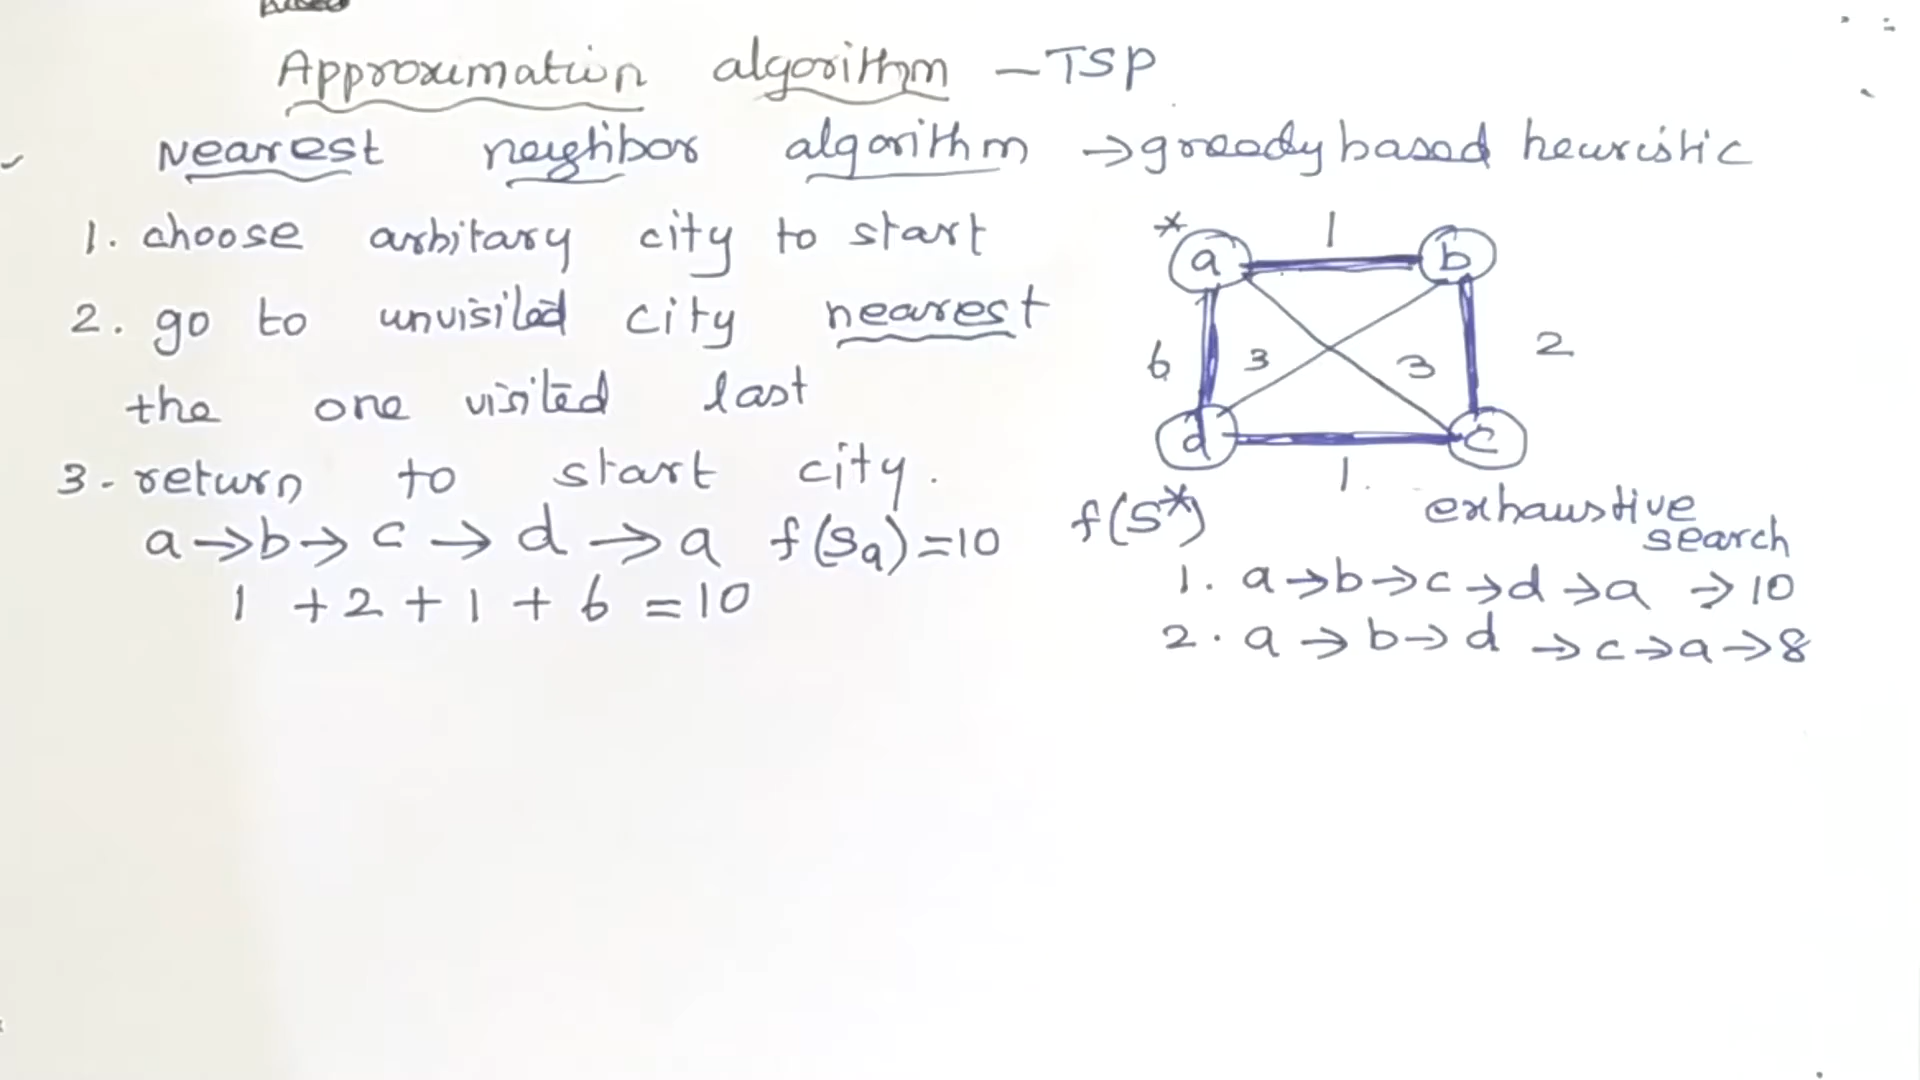 Approximation algorithm - TSP
Nearest neighbor algorithm → greedy based heuristic
1. choose arbitary city to start
2. go to unvisited city nearest
the one visited last
3- return to start city.
a → b → c → d → a f(Sa) = 10
1 + 2 + 1 + 6 = 10
* a 1 b
6 3 3 2
d 1. c
f(S*) exhaustive
search
1. a → b → c → d → a → 10
2. a → b → d → c → a → 8